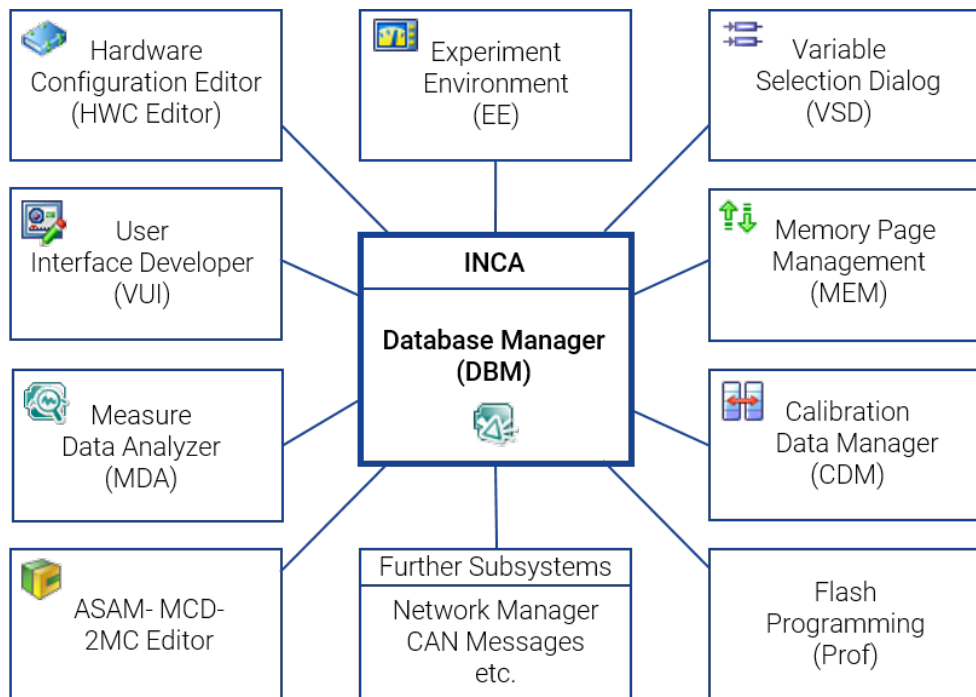 Hardware
Configuration Editor
(HWC Editor)
Experiment
Environment
(EE)
Variable
Selection Dialog
(VSD)
User
Interface Developer
(VUI)
INCA
Database Manager
(DBM)
Memory Page
Management
(MEM)
Measure
Data Analyzer
(MDA)
Calibration
Data Manager
(CDM)
ASAM- MCD-
2MC Editor
Further Subsystems
Network Manager
CAN Messages
etc.
Flash
Programming
(Prof)